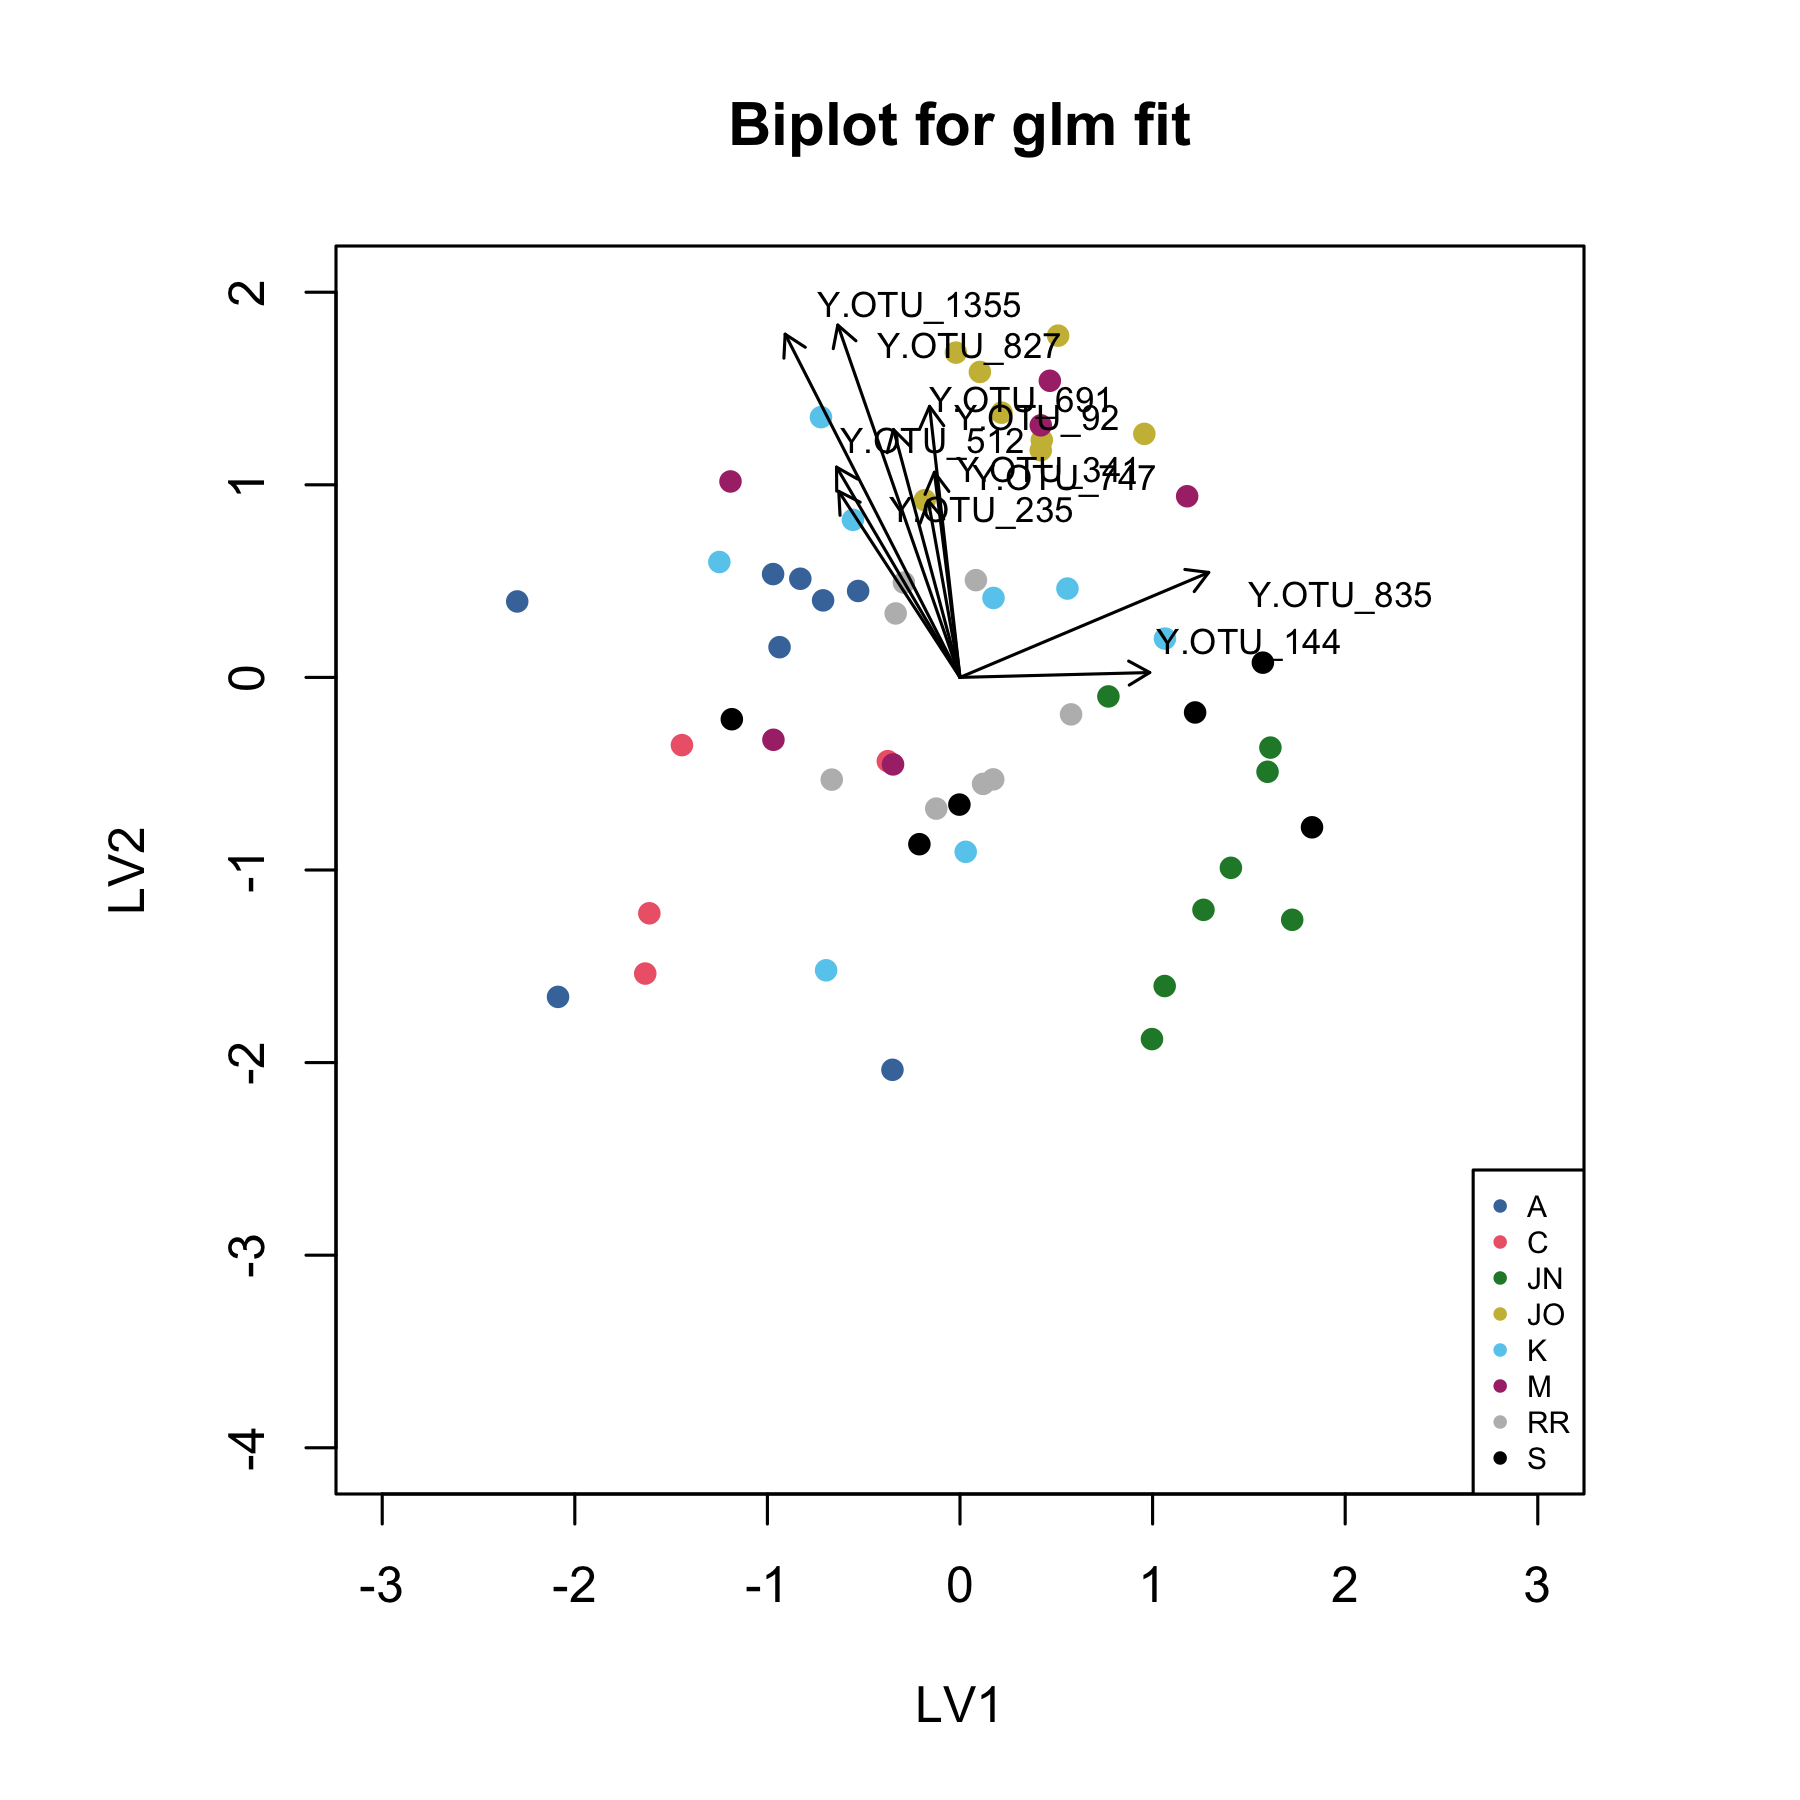 Biplot for glm fit
Y.OTU_1355
Y.OTU_827
Y.OTU_691
Y.OTU_92
Y.OTU_512
Y.OTU_341
Y.OTU_747
Y.OTU_235
Y.OTU_835
Y.OTU_144
2
1
0
-1
-2
-3
-4
LV2
A
C
JN
JO
K
M
RR
S
-3
-2
-1
0
1
2
3
LV1